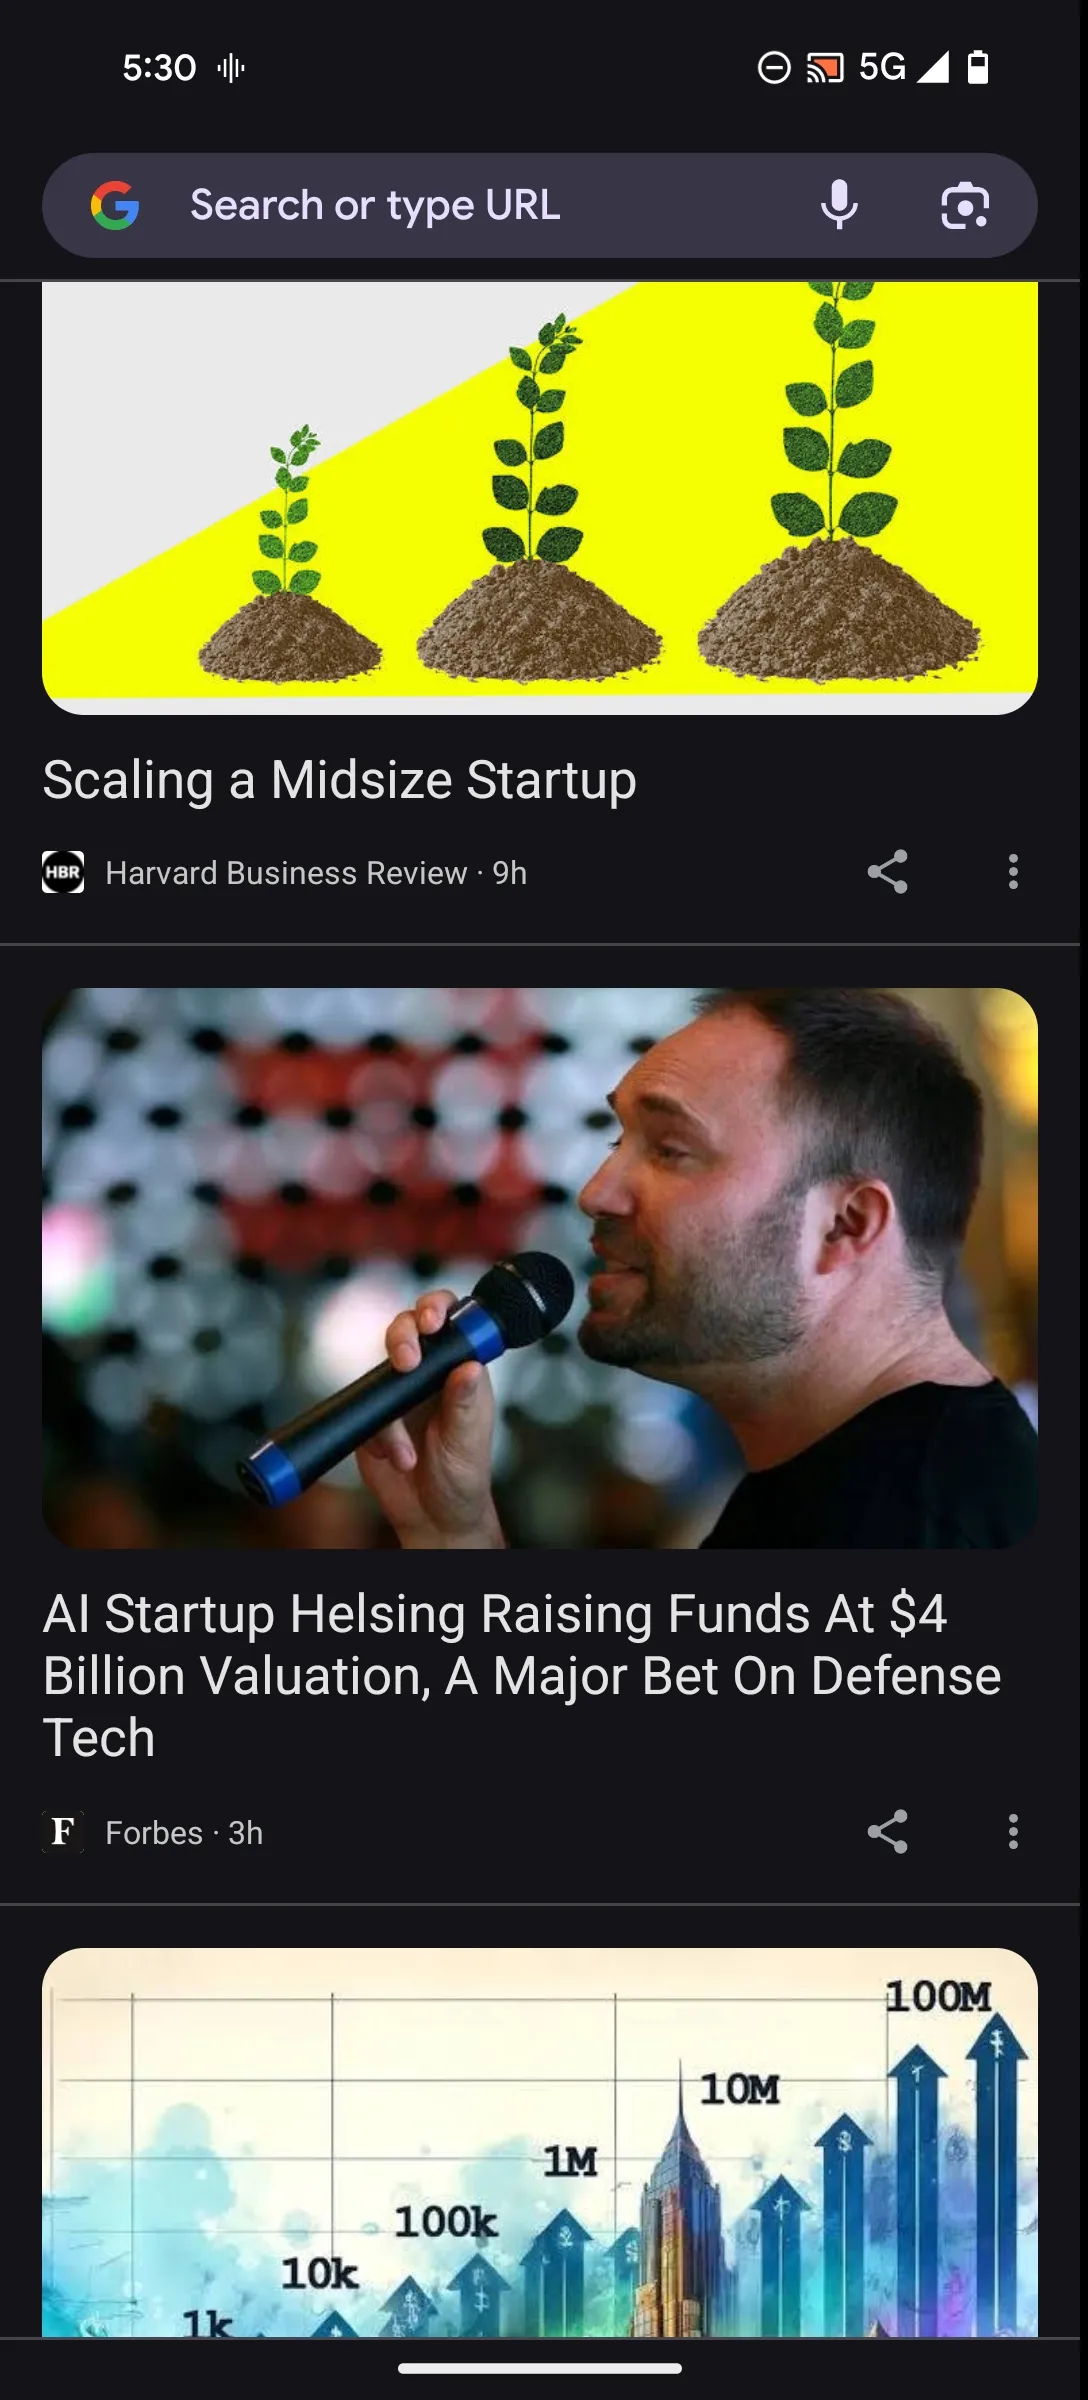 5:30
5G
Search or type URL
Scaling a Midsize Startup
HBR
Harvard Business Review · 9h
AI Startup Helsing Raising Funds At $4
Billion Valuation, A Major Bet On Defense
Tech
F
Forbes · 3h
100M
10M
1M
100k
10k
1k